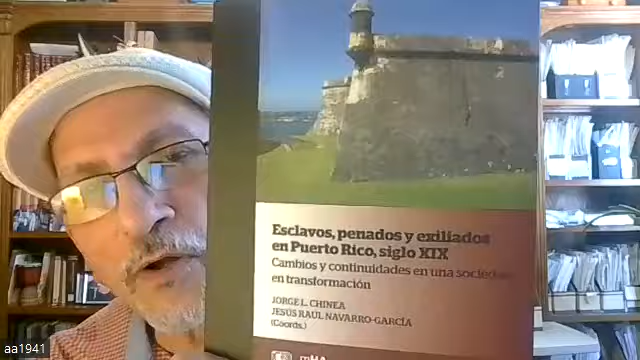 Esclavos, penados y exiliados
en Puerto Rico, siglo XIX
Cambios y continuidades en una sociedad
en transformación
JORGE L. CHINEA
JESÚS RAÚL NAVARRO-GARCÍA
(Coords.)
aa1941